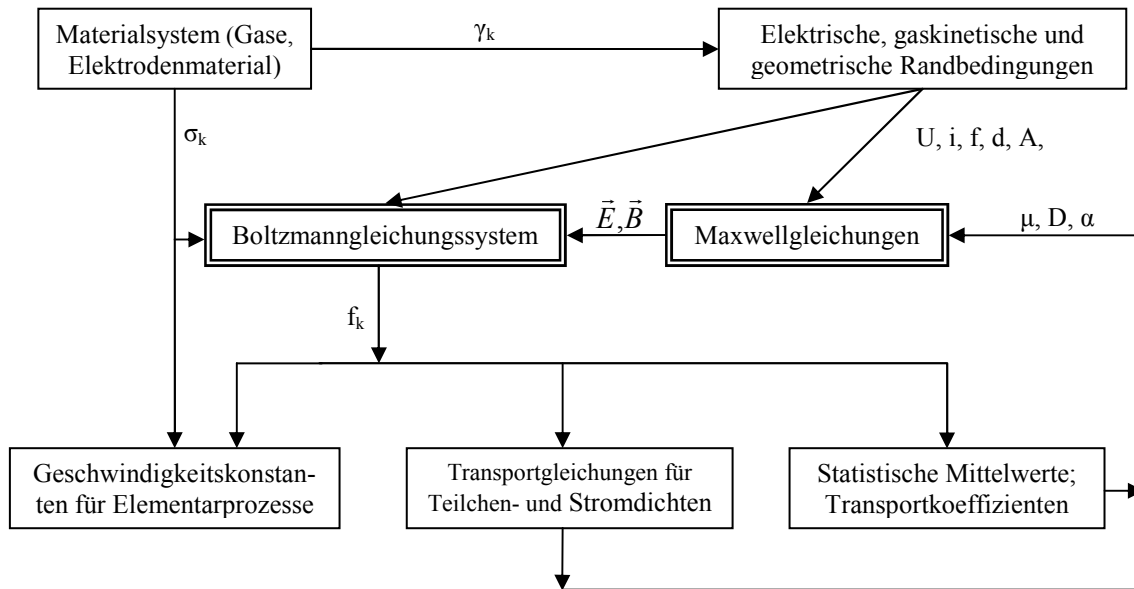 Materialsystem (Gase,
Elektrodenmaterial)
γk
Elektrische, gaskinetische und
geometrische Randbedingungen
σk
U, i, f, d, A,
Boltzmanngleichungssystem
E⃗,B⃗
Maxwellgleichungen
μ, D, α
fk
Geschwindigkeitskonstan-
ten für Elementarprozesse
Transportgleichungen für
Teilchen- und Stromdichten
Statistische Mittelwerte;
Transportkoeffizienten